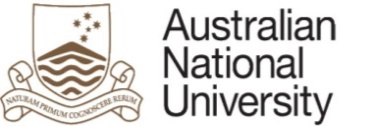 NATURAM PRIMUM COGNOSCERE RERUM
Australian
National
University